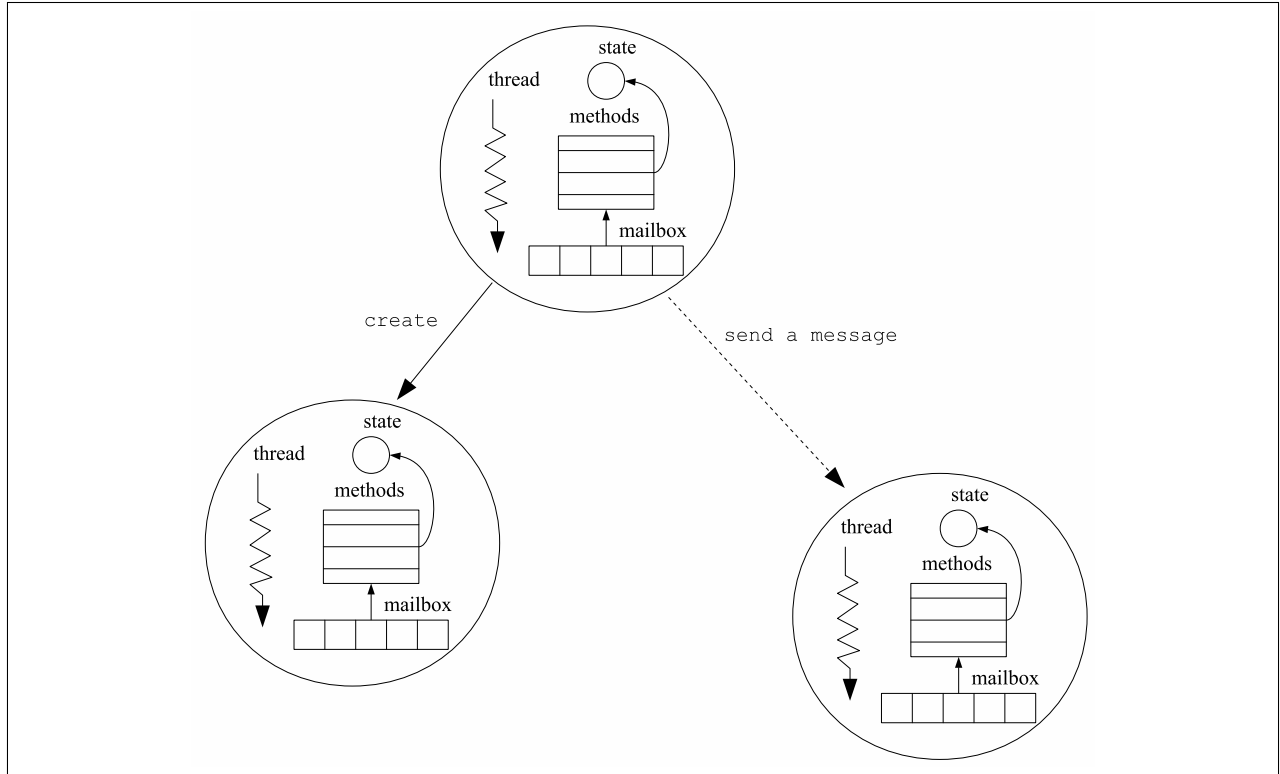 state
thread
methods
mailbox
create
send a message
state
thread
methods
mailbox
state
thread
methods
mailbox